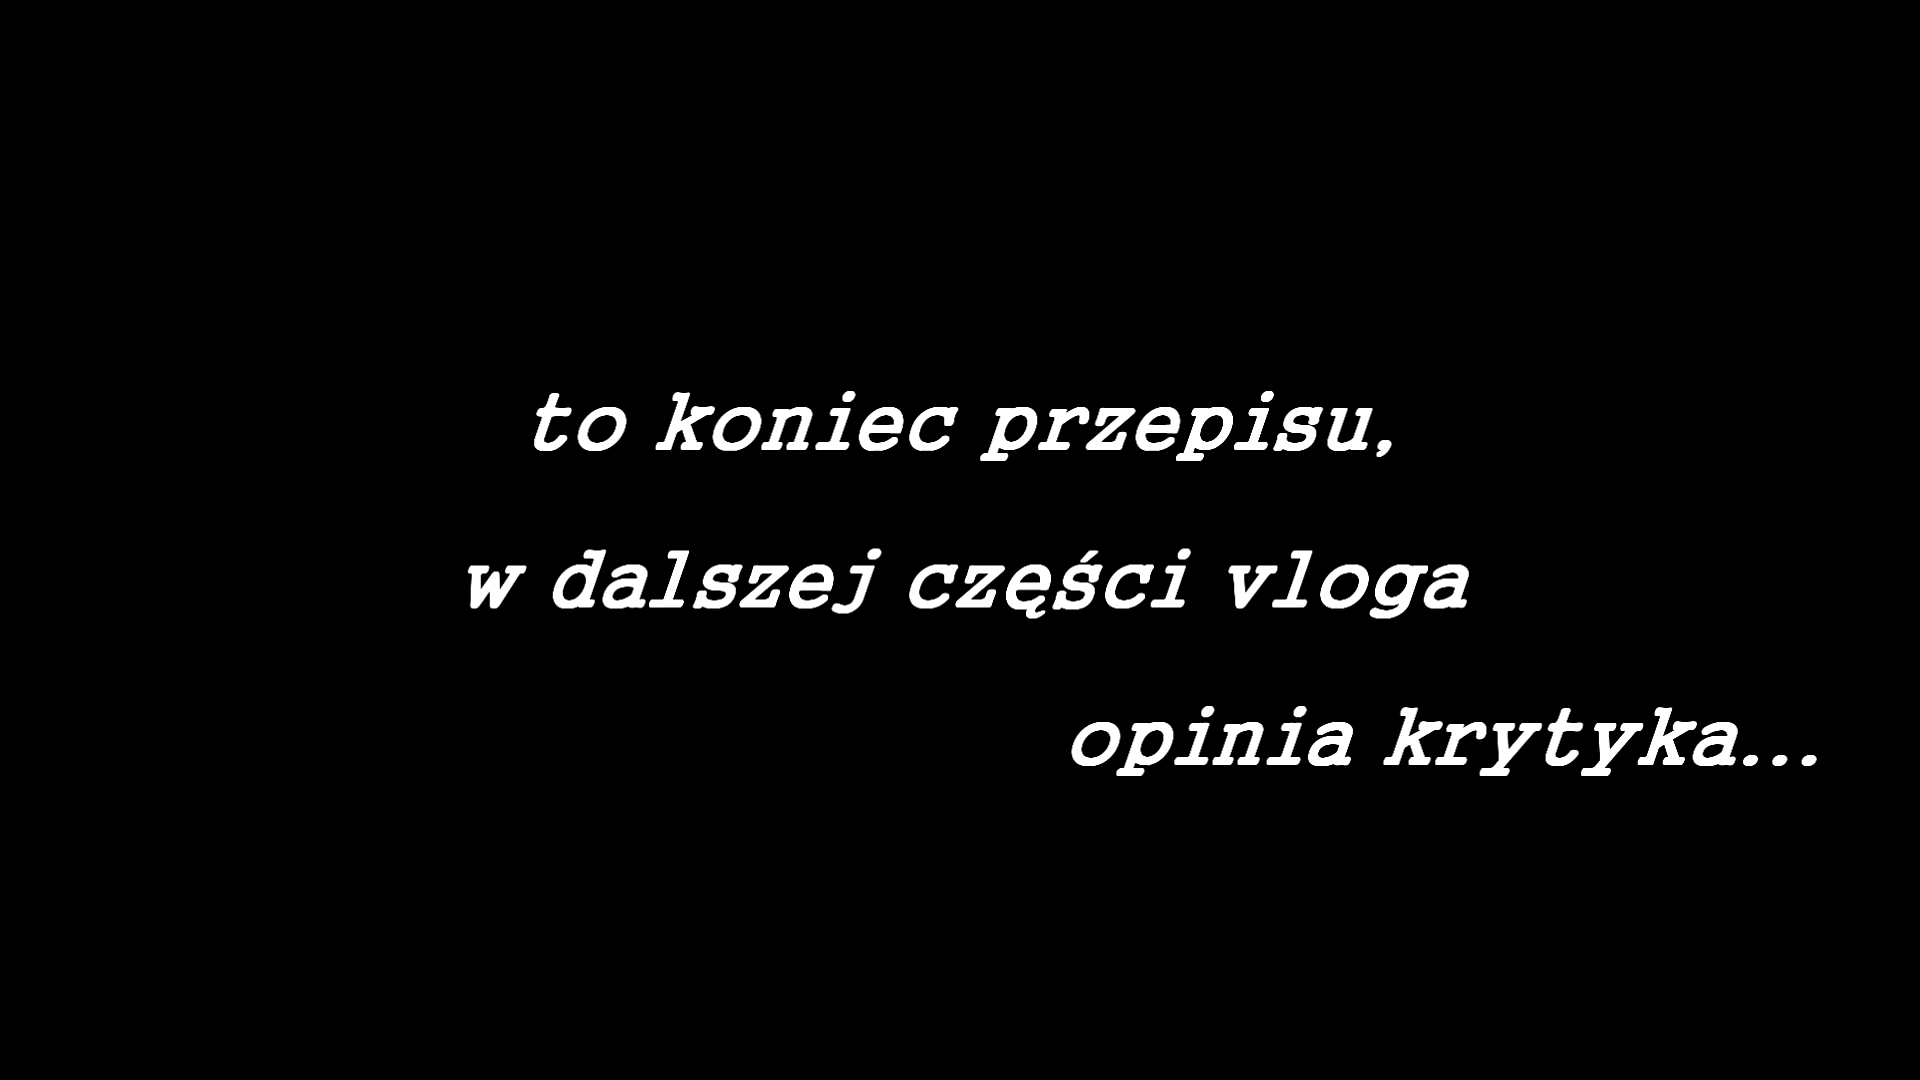 to koniec przepisu,
w dalszej części vloga
opinia krytyka...